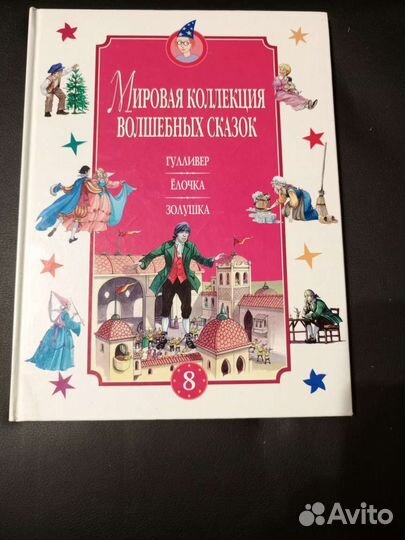 Мировая коллекция
волшебных сказок
Гулливер
Ёлочка
Золушка
8
Avito